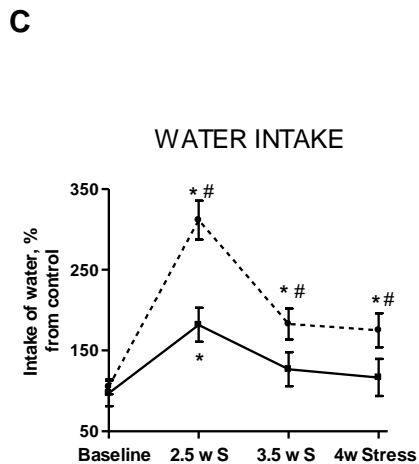 C
WATER INTAKE
Intake of water, %
from control
350
250
150
50
* #
* #
* #
*
Baseline 2.5 w S 3.5 w S 4w Stress